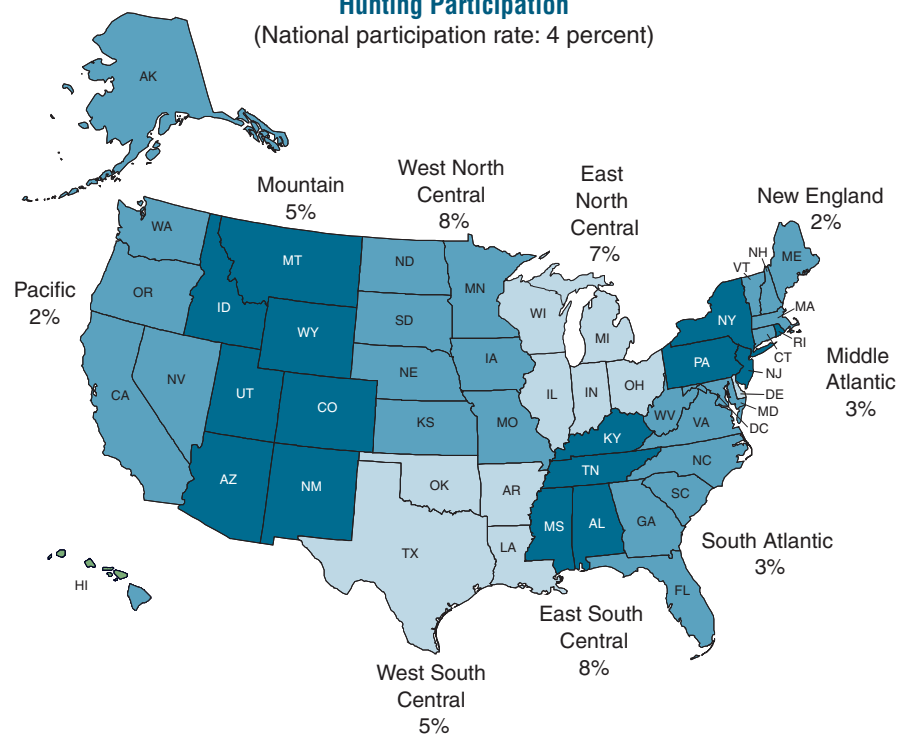 Hunting Participation
(National participation rate: 4 percent)
AK
Mountain
5%
West North
Central
8%
East
North
Central
7%
New England
2%
Pacific
2%
Middle
Atlantic
3%
South Atlantic
3%
East South
Central
8%
West South
Central
5%
WA
OR
CA
NV
ID
MT
WY
UT
CO
AZ
NM
ND
SD
NE
KS
MN
IA
MO
WI
MI
IL
IN
OH
OK
AR
TX
LA
KY
TN
MS
AL
NY
PA
WV
VA
NC
SC
GA
FL
VT
NH
ME
MA
RI
CT
NJ
DE
MD
DC
HI